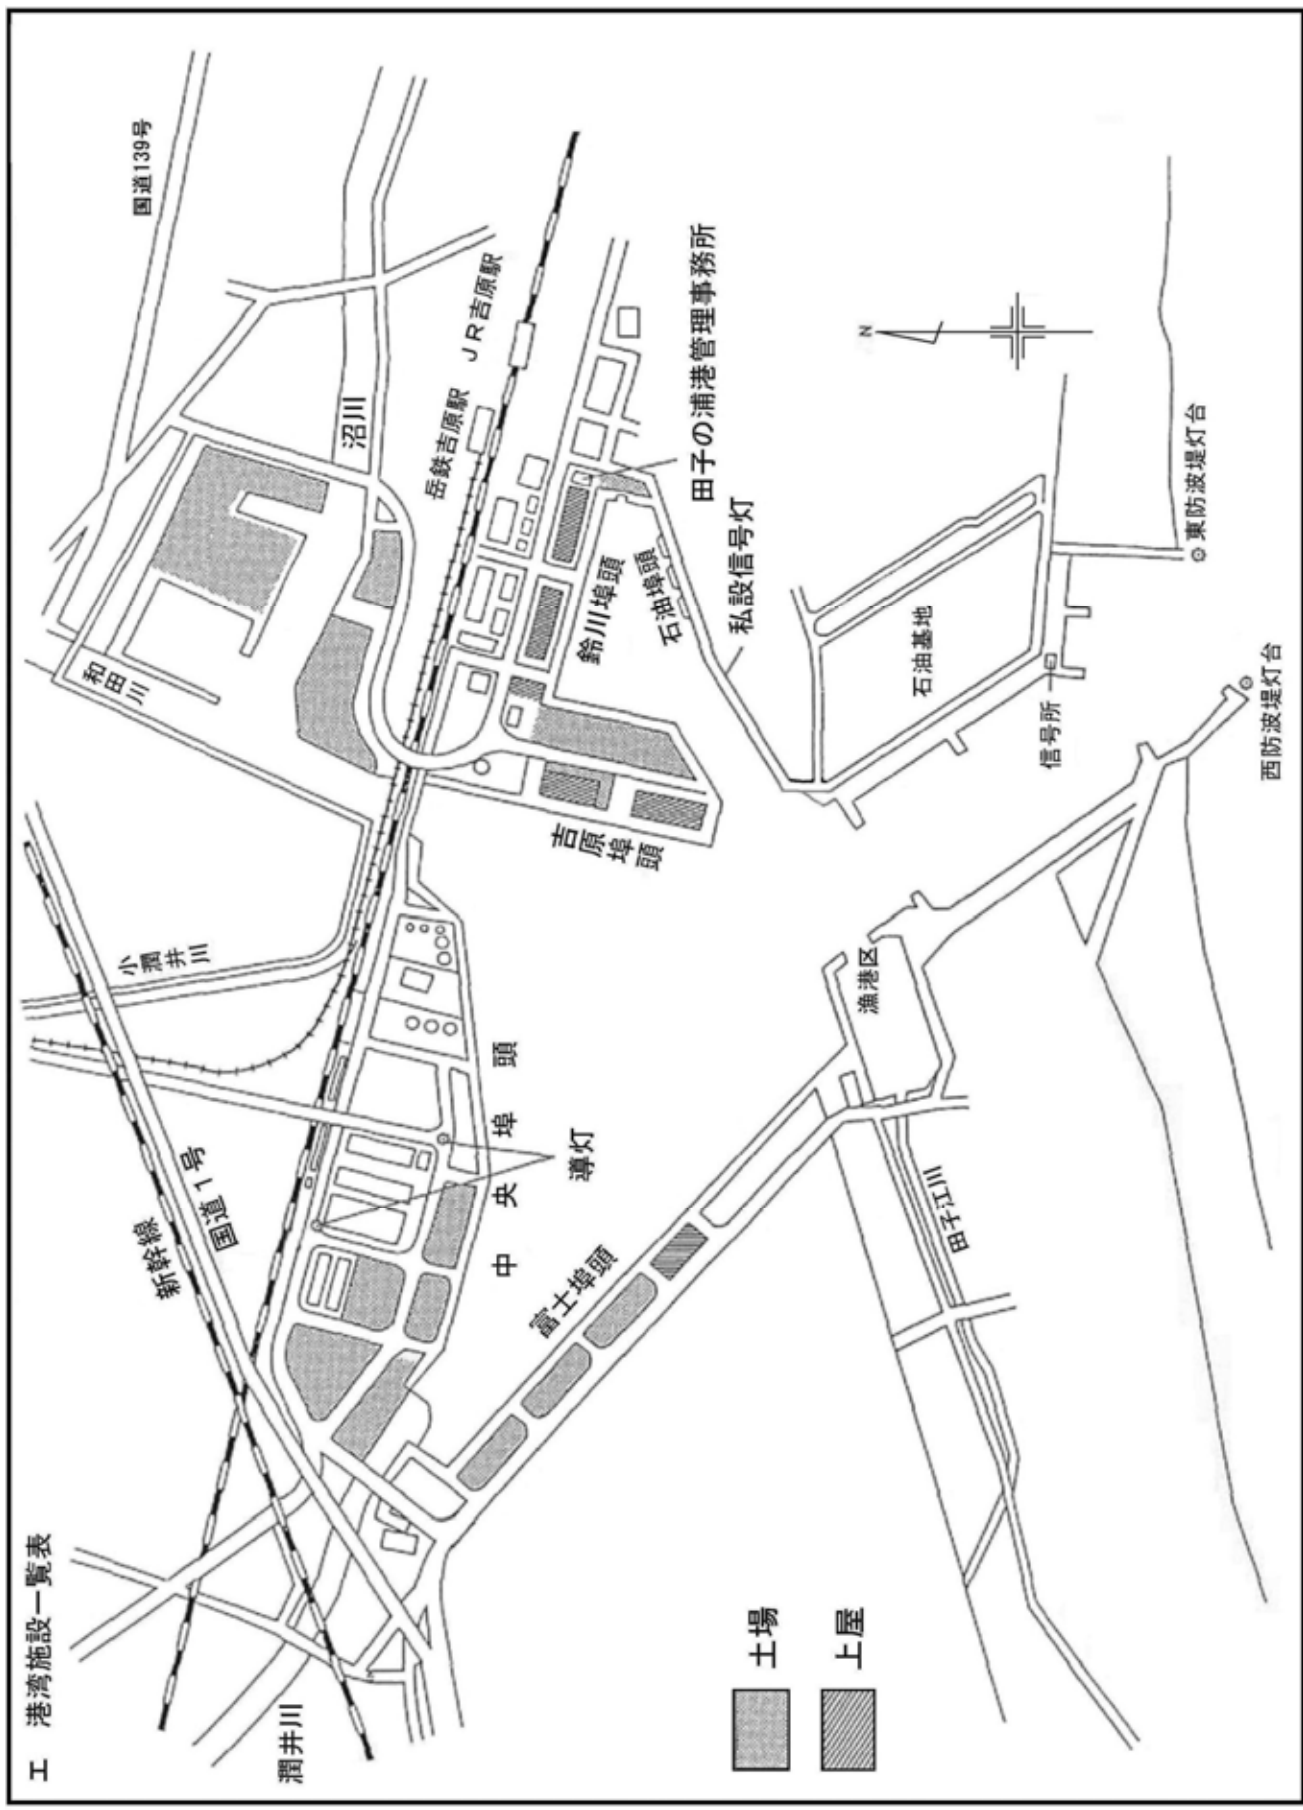 エ 港湾施設一覧表
国道139号
和田川
沼川
岳鉄吉原駅
JR吉原駅
小潤井川
新幹線
国道1号
潤井川
田子の浦港管理事務所
鈴川埠頭
石油埠頭
私設信号灯
吉原埠頭
中央埠頭
導灯
富士埠頭
漁港区
田子江川
石油基地
信号所
東防波堤灯台
西防波堤灯台
N
土場
上屋